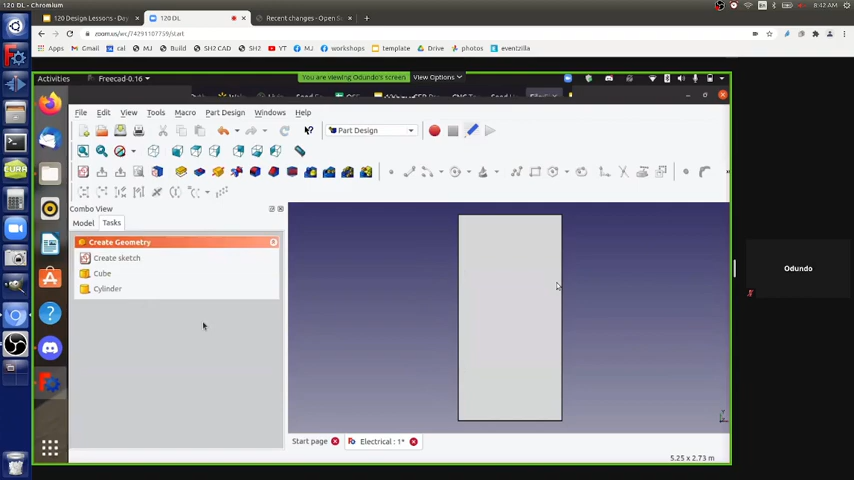 120 DL - Chromium
8:42 AM
120 Design Lessons - Day
120 DL
Recent changes - Open S
zoom.us/wc/74291107759/start
Apps
Gmail
cal
MJ
Build
SH2 CAD
YT
MJ
workshops
template
Drive
photos
eventzilla
You are viewing Odundo's screen
View Options
Activities
Freecad-0.16
File Edit View Tools Macro Part Design Windows Help
Part Design
Combo View
Model Tasks
Create Geometry
Create sketch
Cube
Cylinder
Odundo
Start page
Electrical : 1*
5.25 x 2.73 m